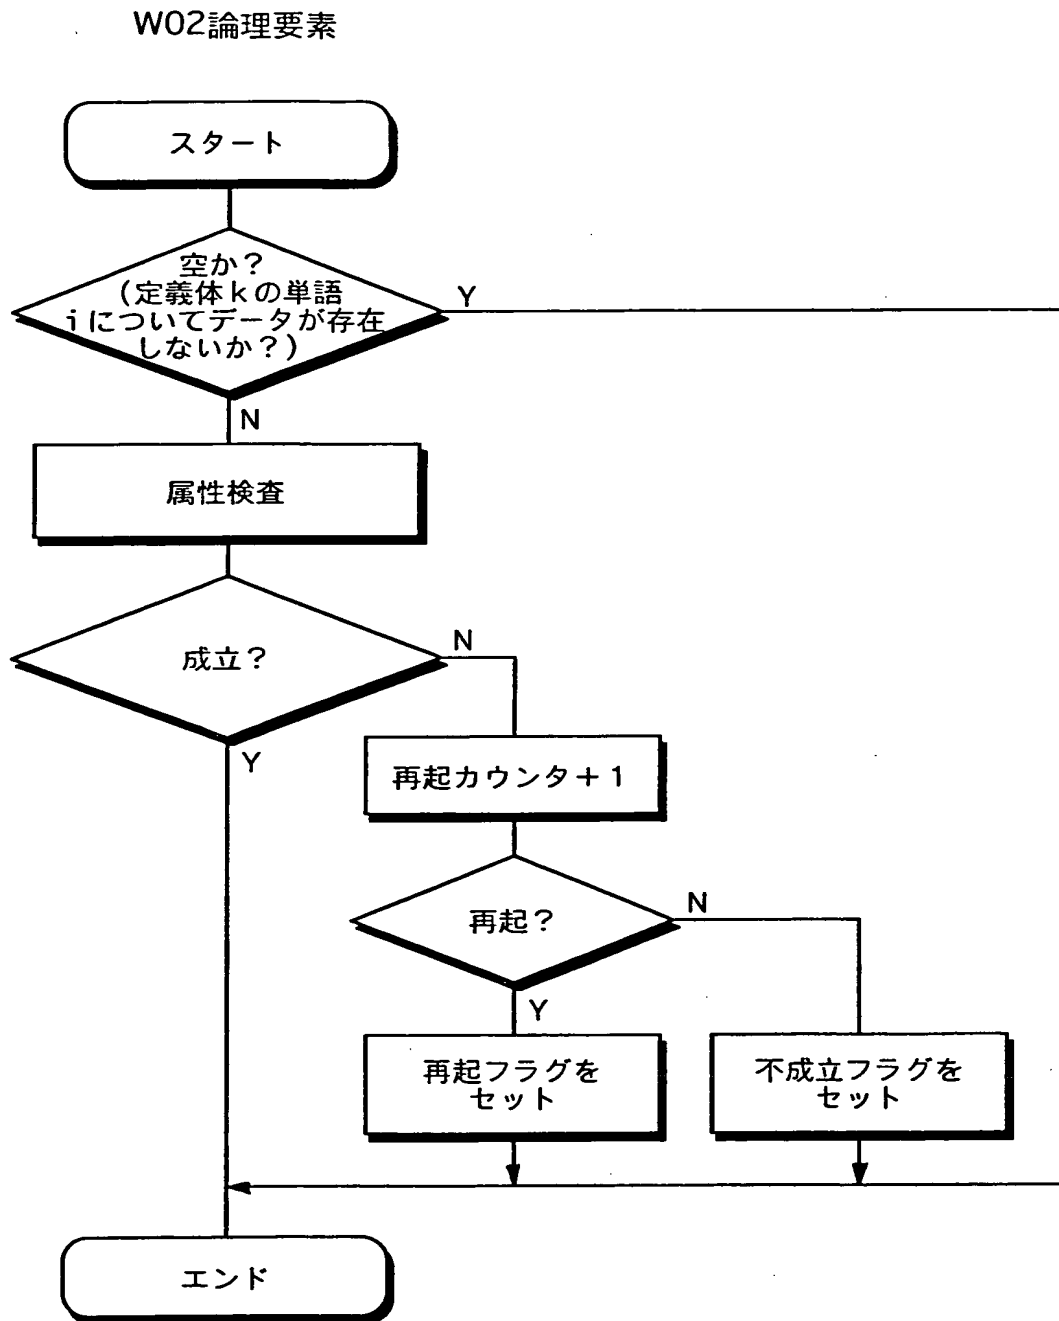 W02論理要素
スタート
空か？
（定義体kの単語
iについてデータが存在
しないか？）
Y
N
属性検査
成立？
N
Y
再起カウンタ＋1
再起？
N
Y
再起フラグを
セット
不成立フラグを
セット
エンド